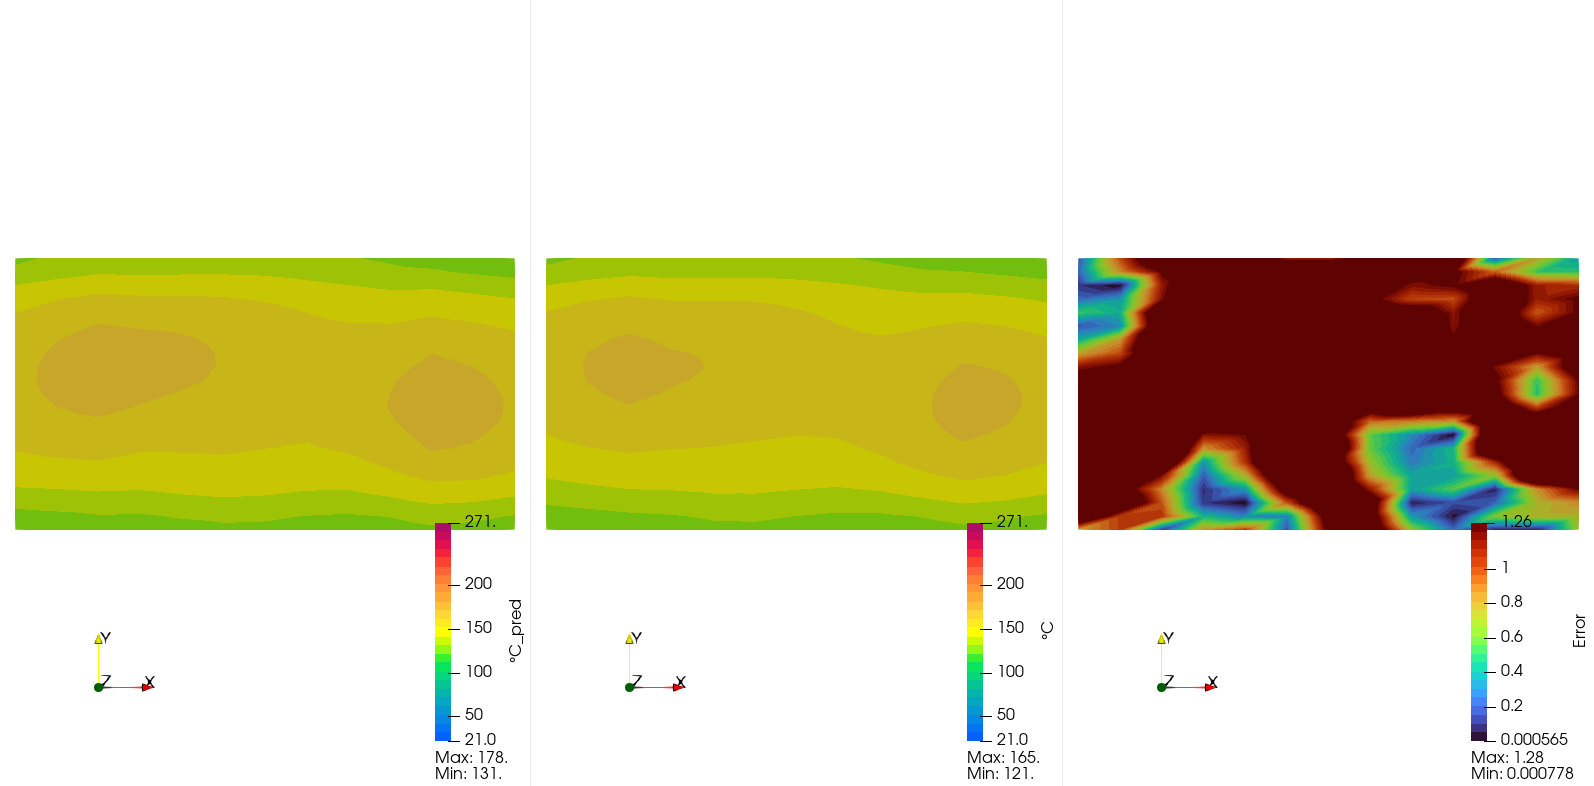 271.
200
150
100
50
21.0
°C_pred
Max: 178.
Min: 131.
Y
Z
X
271.
200
150
100
50
21.0
°C
Max: 165.
Min: 121.
Y
Z
X
1.26
1
0.8
0.6
0.4
0.2
0.000565
Error
Max: 1.28
Min: 0.000778
Y
Z
X